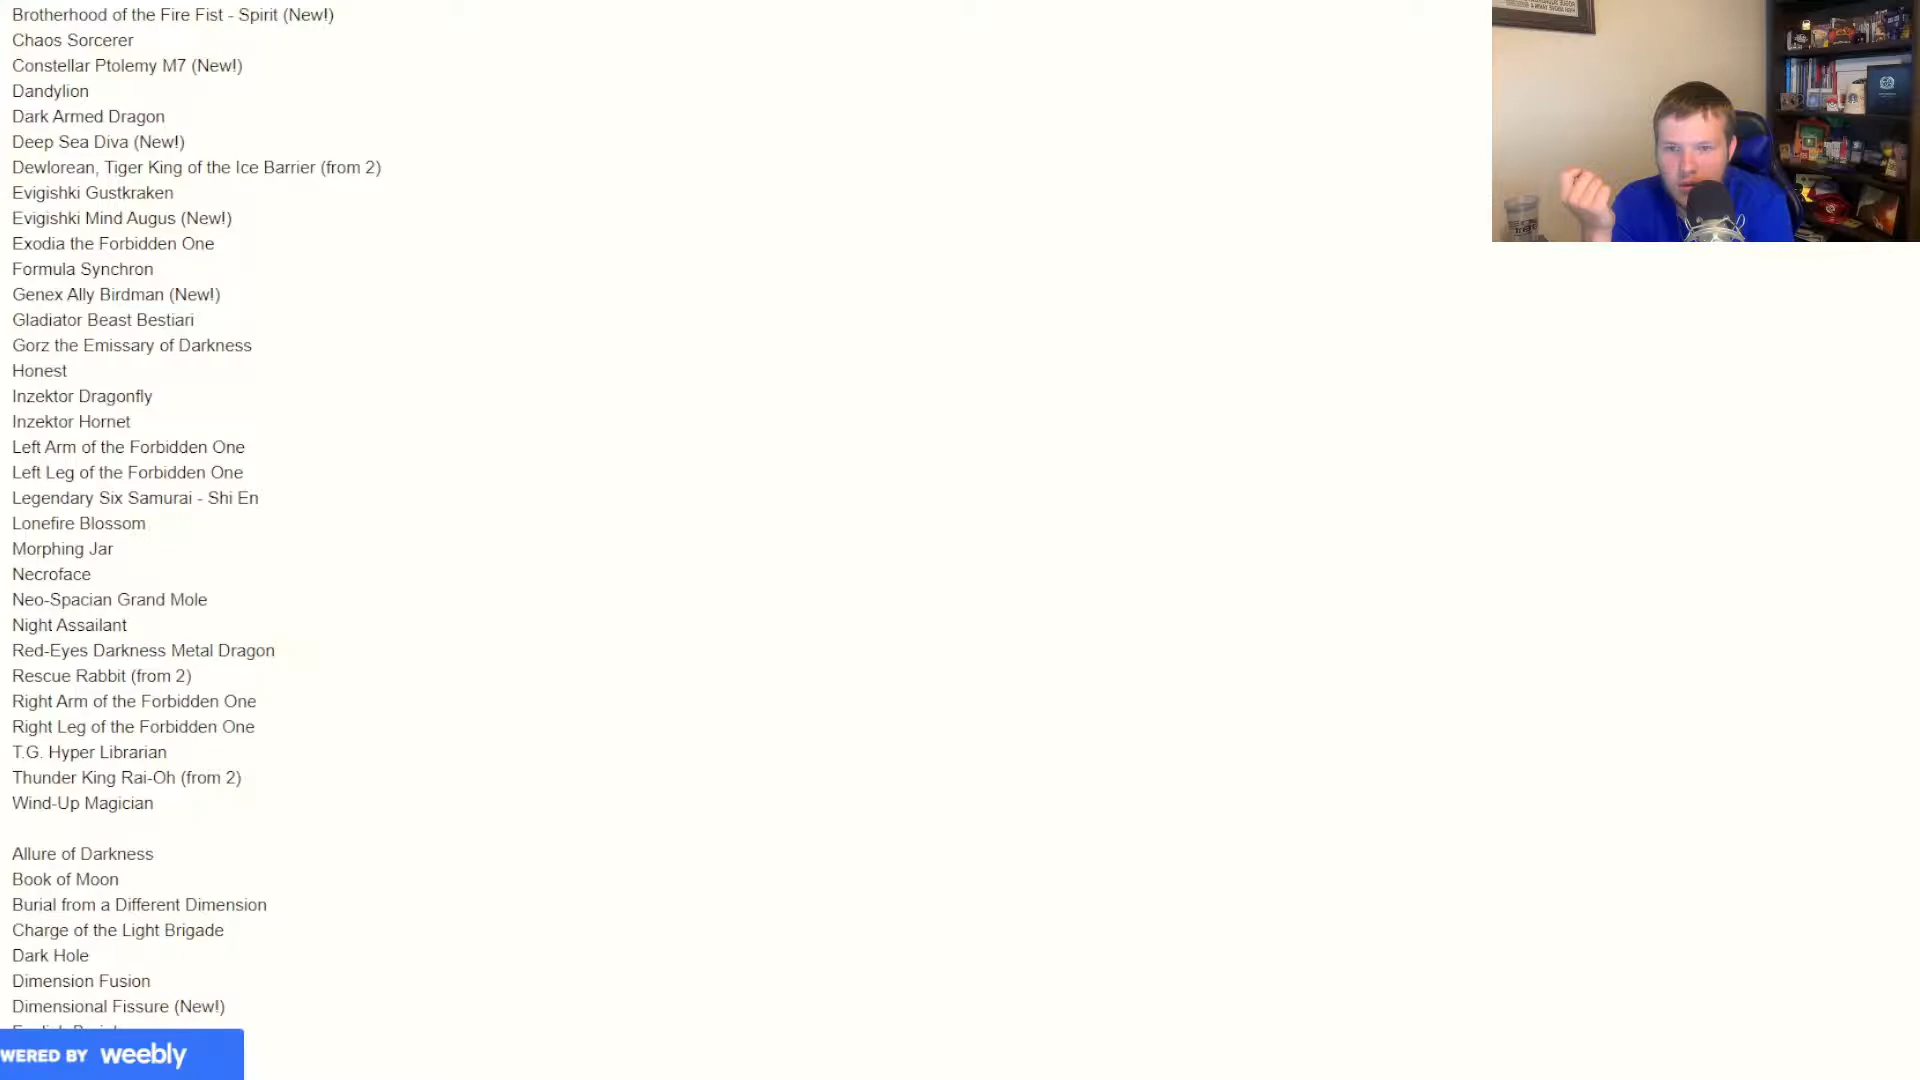 Brotherhood of the Fire Fist - Spirit (New!)
Chaos Sorcerer
Constellar Ptolemy M7 (New!)
Dandylion
Dark Armed Dragon
Deep Sea Diva (New!)
Dewlorean, Tiger King of the Ice Barrier (from 2)
Evigishki Gustkraken
Evigishki Mind Augus (New!)
Exodia the Forbidden One
Formula Synchron
Genex Ally Birdman (New!)
Gladiator Beast Bestiari
Gorz the Emissary of Darkness
Honest
Inzektor Dragonfly
Inzektor Hornet
Left Arm of the Forbidden One
Left Leg of the Forbidden One
Legendary Six Samurai - Shi En
Lonefire Blossom
Morphing Jar
Necroface
Neo-Spacian Grand Mole
Night Assailant
Red-Eyes Darkness Metal Dragon
Rescue Rabbit (from 2)
Right Arm of the Forbidden One
Right Leg of the Forbidden One
T.G. Hyper Librarian
Thunder King Rai-Oh (from 2)
Wind-Up Magician
Allure of Darkness
Book of Moon
Burial from a Different Dimension
Charge of the Light Brigade
Dark Hole
Dimension Fusion
Dimensional Fissure (New!)
WERED BY weebly